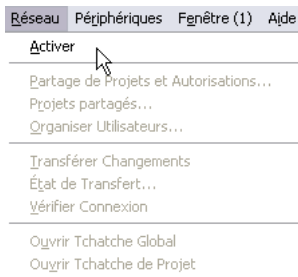 Réseau Périphériques Fenêtre (1) Aide
Activer
Partage de Projets et Autorisations...
Projets partagés...
Organiser Utilisateurs...
Transférer Changements
État de Transfert...
Vérifier Connexion
Ouvrir Tchatche Global
Ouvrir Tchatche de Projet